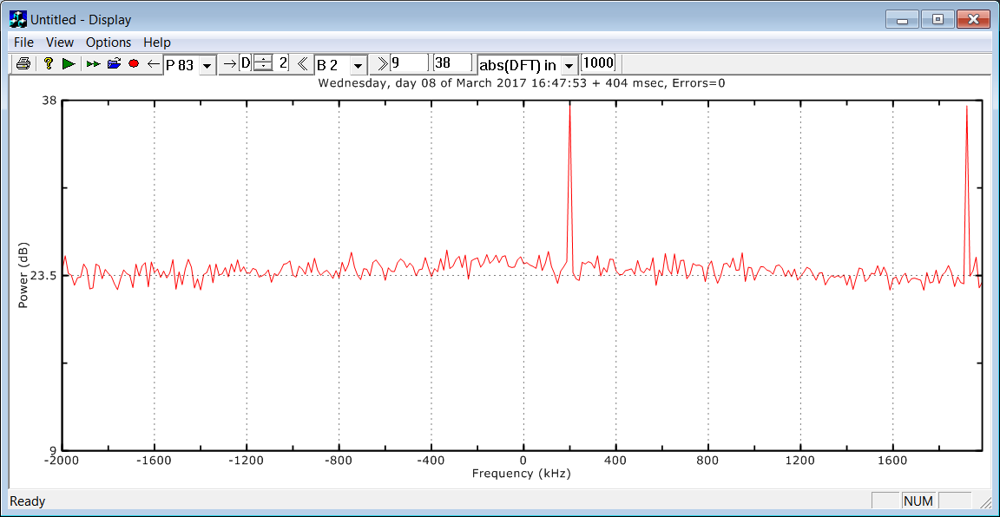 Untitled - Display
File View Options Help
P 83 D 2 B 2 9 38 abs(DFT) in 1000
Wednesday, day 08 of March 2017 16:47:53 + 404 msec, Errors=0
38
23.5
9
Power (dB)
-2000 -1600 -1200 -800 -400 0 400 800 1200 1600
Frequency (kHz)
Ready NUM